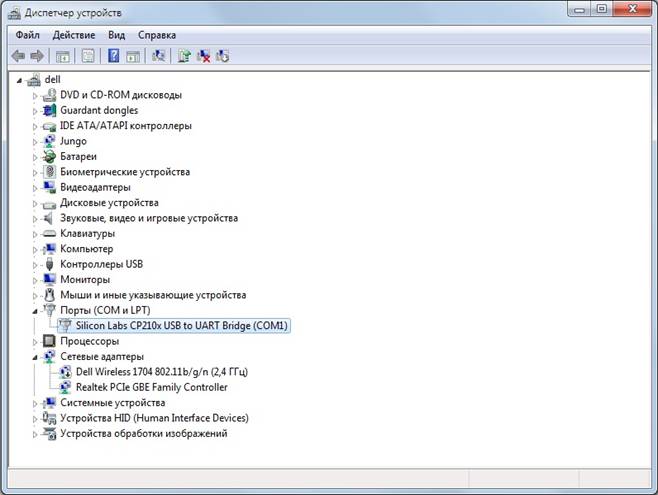 Диспетчер устройств
Файл Действие Вид Справка
dell
DVD и CD-ROM дисководы
Guardant dongles
IDE ATA/ATAPI контроллеры
Jungo
Батареи
Биометрические устройства
Видеоадаптеры
Дисковые устройства
Звуковые, видео и игровые устройства
Клавиатуры
Компьютер
Контроллеры USB
Мониторы
Мыши и иные указывающие устройства
Порты (COM и LPT)
Silicon Labs CP210x USB to UART Bridge (COM1)
Процессоры
Сетевые адаптеры
Dell Wireless 1704 802.11b/g/n (2,4 ГГц)
Realtek PCIe GBE Family Controller
Системные устройства
Устройства HID (Human Interface Devices)
Устройства обработки изображений